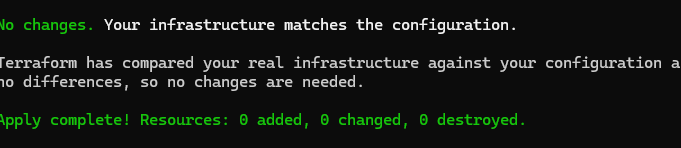 No changes. Your infrastructure matches the configuration.
Terraform has compared your real infrastructure against your configuration a
no differences, so no changes are needed.
Apply complete! Resources: 0 added, 0 changed, 0 destroyed.